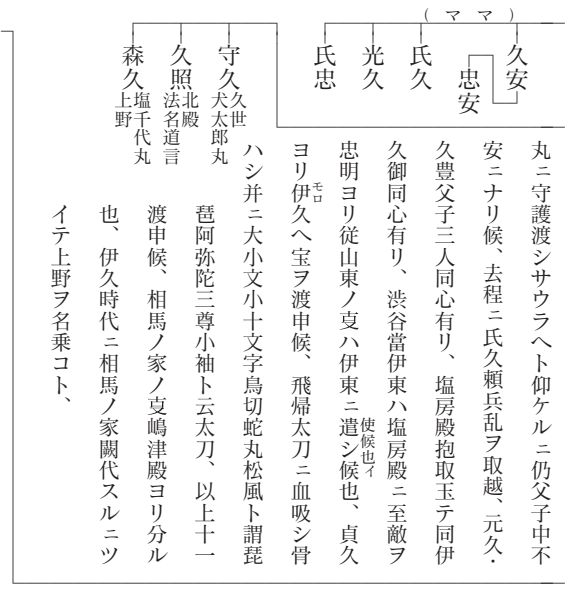 (ママ)
久安
忠安
氏久
光久
氏忠
守久
久世
犬太郎丸
久照
北殿
法名道言
森久
塩千代丸
上野
丸ニ守護渡シサウラヘト仰ケルニ仍父子中不
安ニナリ候、去程ニ氏久頼兵乱ヲ取越、元久・
久豊父子三人同心有リ、塩房殿抱取玉テ同伊
久御同心有リ、渋谷當伊東ハ塩房殿ニ至敵ヲ
忠明ヨリ従山東ノ叓ハ伊東ニ遣シ候也、貞久
使候也イ
ヨリ伊久へ宝ヲ渡申候、飛帰太刀ニ血吸シ骨
モロ
ハシ并ニ大小文小十文字鳥切蛇丸松風ト謂琵
琶阿弥陀三尊小袖ト云太刀、以上十一
渡申候、相馬ノ家ノ叓嶋津殿ヨリ分ル
也、伊久時代ニ相馬ノ家闕代スルニツ
イテ上野ヲ名乗コト、